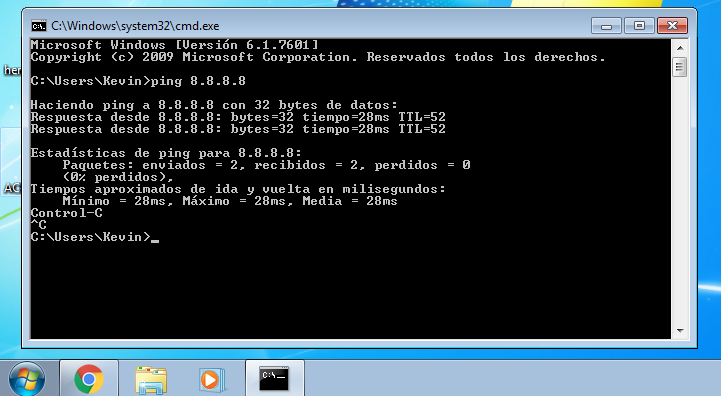 C:\Windows\system32\cmd.exe
Microsoft Windows [Versión 6.1.7601]
Copyright (c) 2009 Microsoft Corporation. Reservados todos los derechos.
C:\Users\Kevin>ping 8.8.8.8
Haciendo ping a 8.8.8.8 con 32 bytes de datos:
Respuesta desde 8.8.8.8: bytes=32 tiempo=28ms TTL=52
Respuesta desde 8.8.8.8: bytes=32 tiempo=28ms TTL=52
Estadísticas de ping para 8.8.8.8:
Paquetes: enviados = 2, recibidos = 2, perdidos = 0
(0% perdidos),
Tiempos aproximados de ida y vuelta en milisegundos:
Mínimo = 28ms, Máximo = 28ms, Media = 28ms
Control-C
^C
C:\Users\Kevin>_